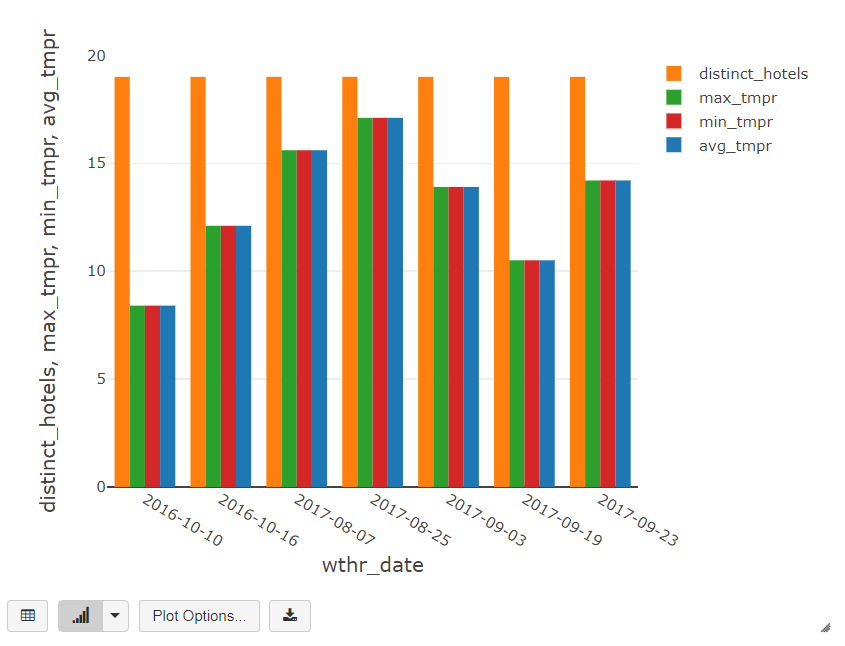 distinct_hotels, max_tmpr, min_tmpr, avg_tmpr
20
15
10
5
0
distinct_hotels
max_tmpr
min_tmpr
avg_tmpr
2016-10-10
2016-10-16
2017-08-07
2017-08-25
2017-09-03
2017-09-19
2017-09-23
wthr_date
Plot Options...